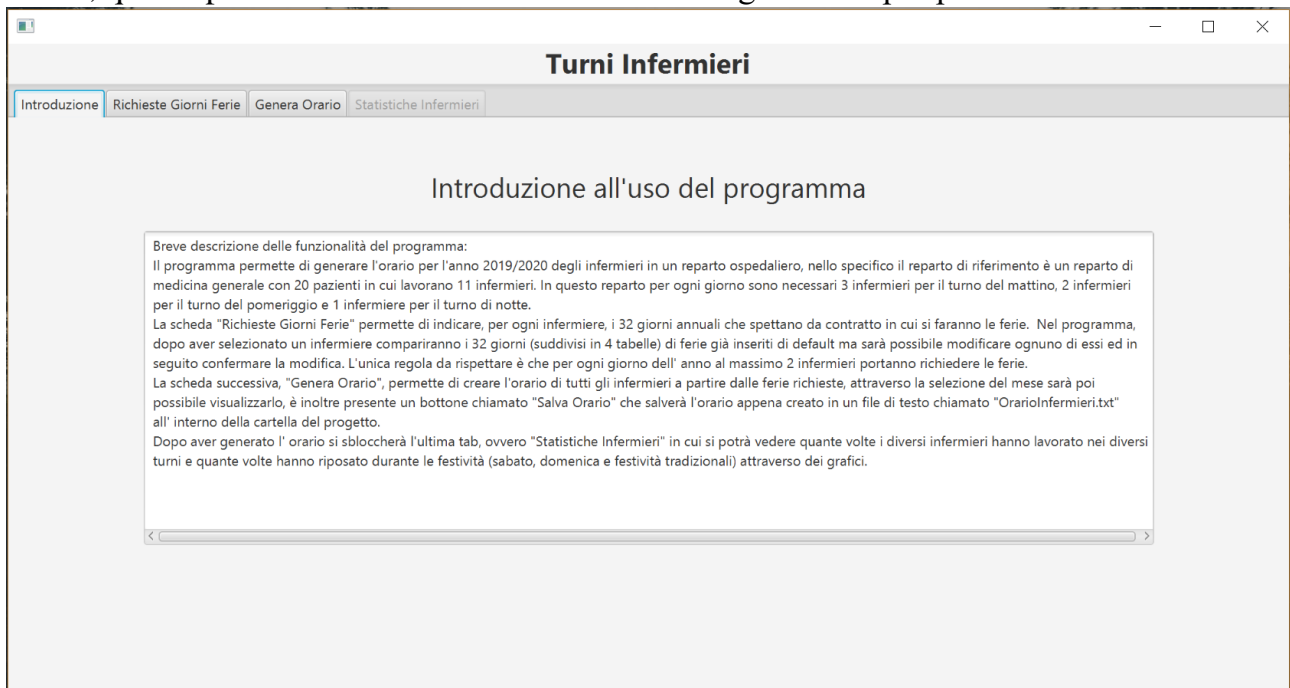 Turni Infermieri
Introduzione Richieste Giorni Ferie Genera Orario Statistiche Infermieri
Introduzione all'uso del programma
Breve descrizione delle funzionalità del programma:
Il programma permette di generare l'orario per l'anno 2019/2020 degli infermieri in un reparto ospedaliero, nello specifico il reparto di riferimento è un reparto di
medicina generale con 20 pazienti in cui lavorano 11 infermieri. In questo reparto per ogni giorno sono necessari 3 infermieri per il turno del mattino, 2 infermieri
per il turno del pomeriggio e 1 infermiere per il turno di notte.
La scheda "Richieste Giorni Ferie" permette di indicare, per ogni infermiere, i 32 giorni annuali che spettano da contratto in cui si faranno le ferie.  Nel programma,
dopo aver selezionato un infermiere compariranno i 32 giorni (suddivisi in 4 tabelle) di ferie già inseriti di default ma sarà possibile modificare ognuno di essi ed in
seguito confermare la modifica. L'unica regola da rispettare è che per ogni giorno dell' anno al massimo 2 infermieri portanno richiedere le ferie.
La scheda successiva, "Genera Orario", permette di creare l'orario di tutti gli infermieri a partire dalle ferie richieste, attraverso la selezione del mese sarà poi
possibile visualizzarlo, è inoltre presente un bottone chiamato "Salva Orario" che salverà l'orario appena creato in un file di testo chiamato "OrarioInfermieri.txt"
all' interno della cartella del progetto.
Dopo aver generato l' orario si sbloccherà l'ultima tab, ovvero "Statistiche Infermieri" in cui si potrà vedere quante volte i diversi infermieri hanno lavorato nei diversi
turni e quante volte hanno riposato durante le festività (sabato, domenica e festività tradizionali) attraverso dei grafici.